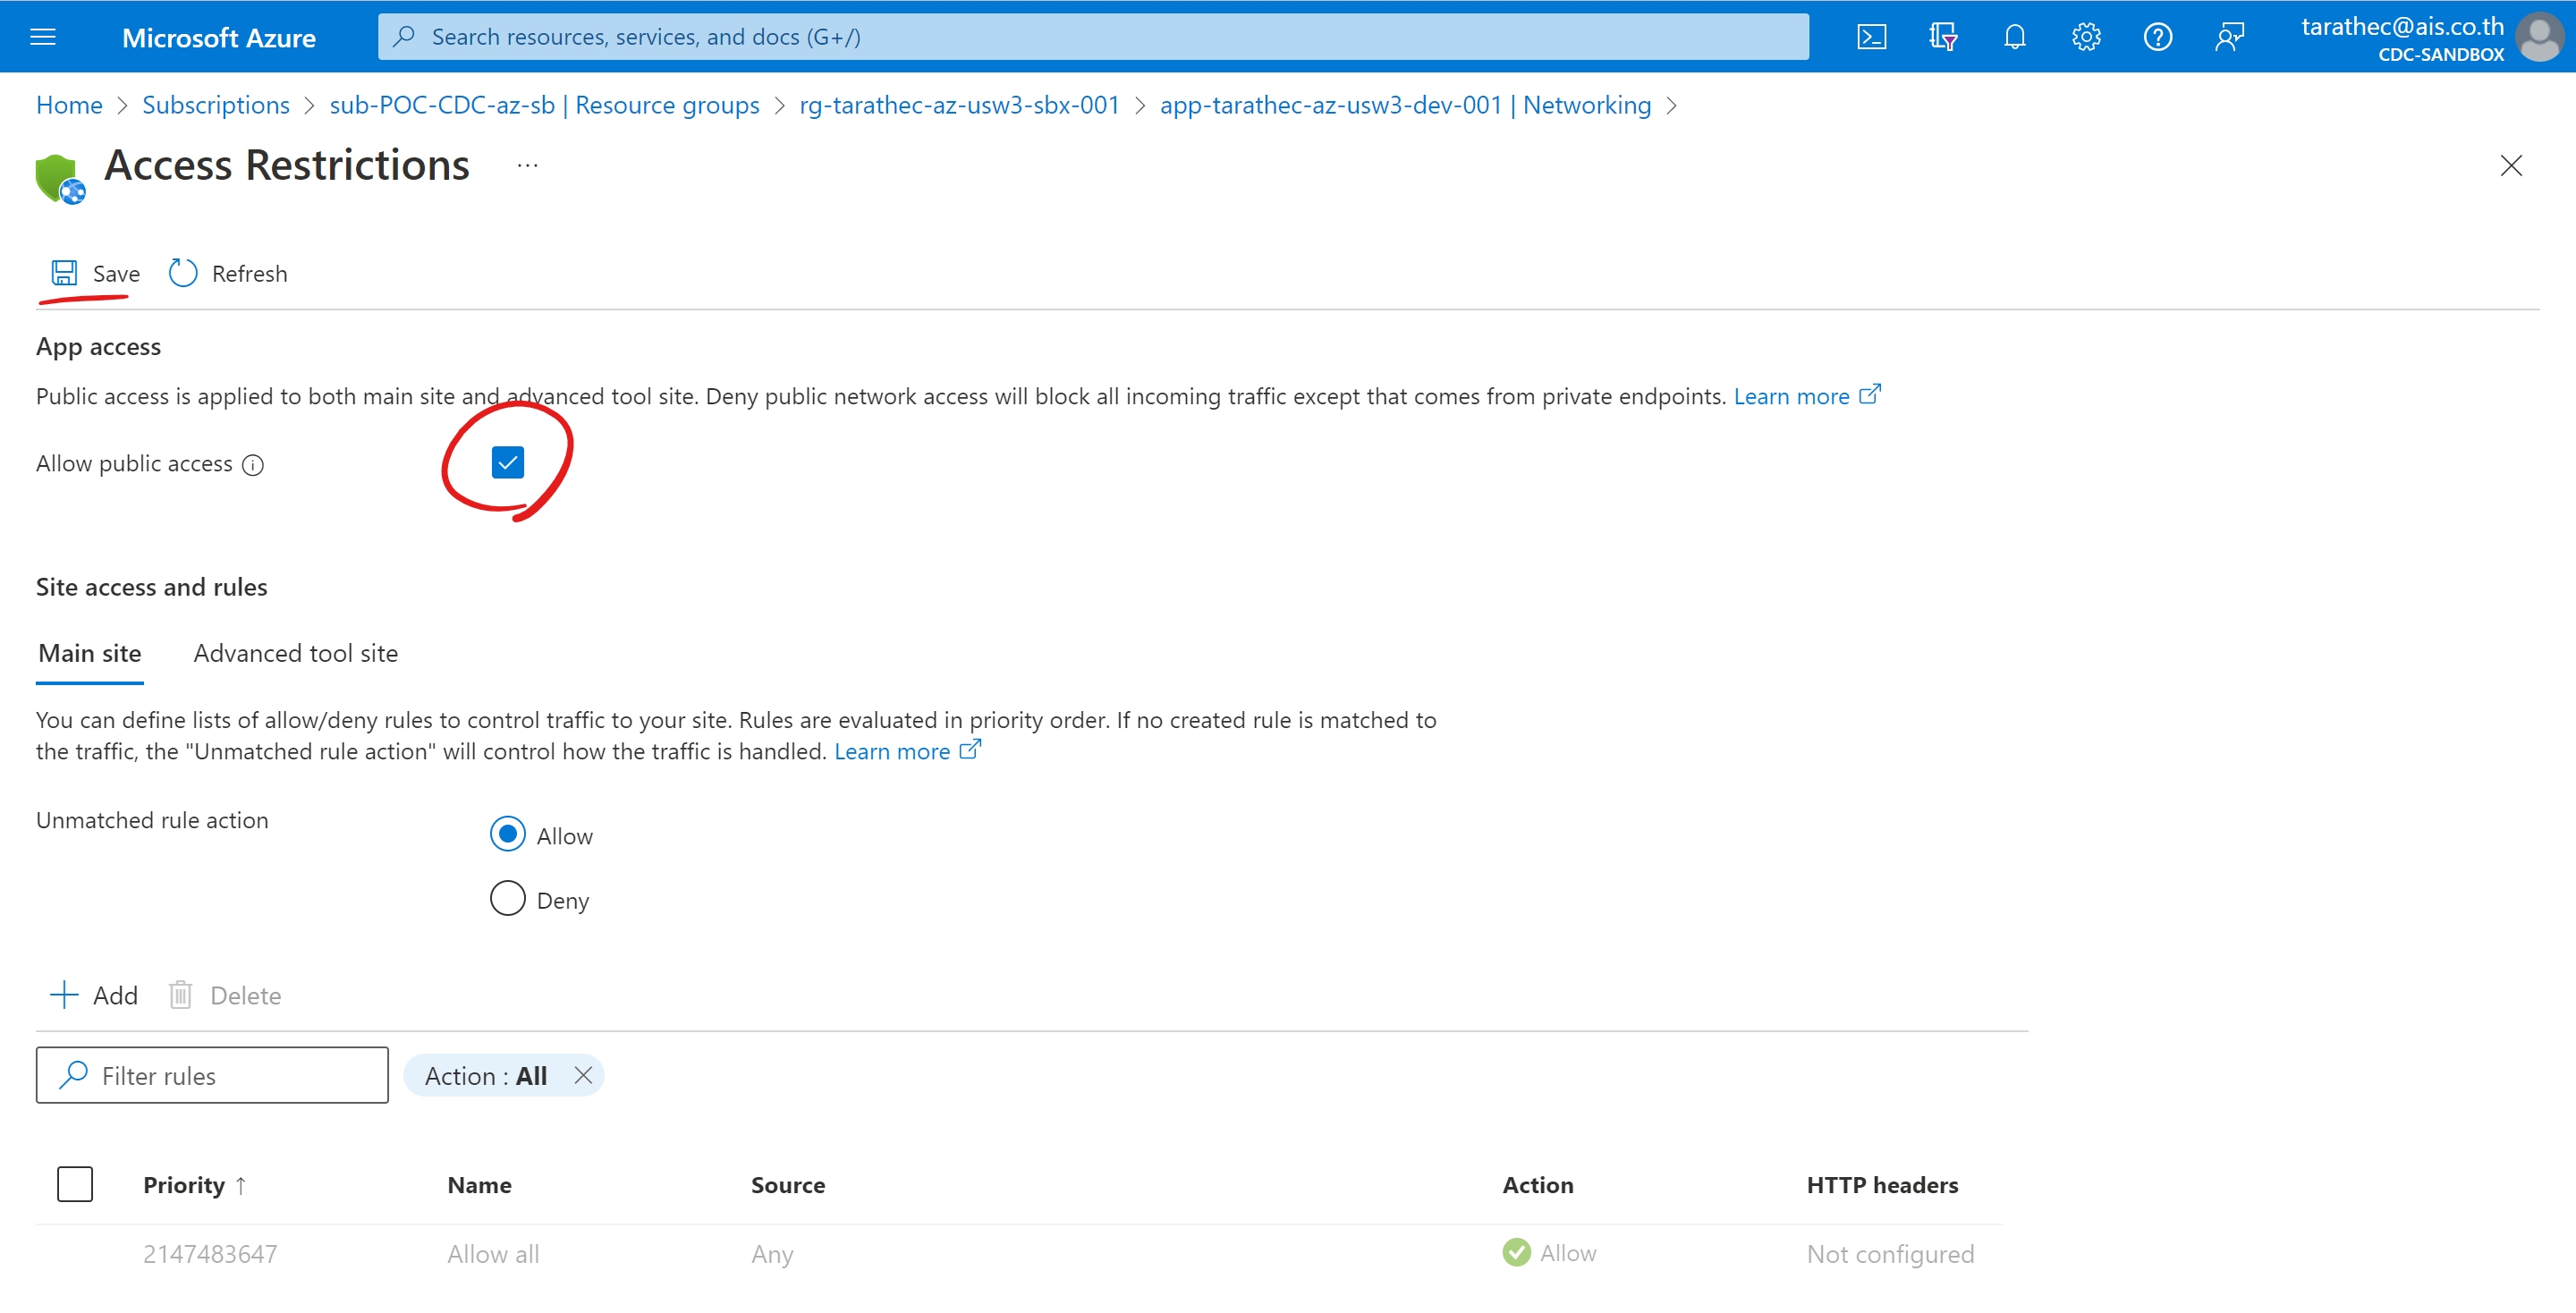 Microsoft Azure
Search resources, services, and docs (G+/)
tarathec@ais.co.th
CDC-SANDBOX
Home > Subscriptions > sub-POC-CDC-az-sb | Resource groups > rg-tarathec-az-usw3-sbx-001 > app-tarathec-az-usw3-dev-001 | Networking >
Access Restrictions ...
Save Refresh
App access
Public access is applied to both main site and advanced tool site. Deny public network access will block all incoming traffic except that comes from private endpoints. Learn more
Allow public access
Site access and rules
Main site Advanced tool site
You can define lists of allow/deny rules to control traffic to your site. Rules are evaluated in priority order. If no created rule is matched to
the traffic, the "Unmatched rule action" will control how the traffic is handled. Learn more
Unmatched rule action
Allow
Deny
Add Delete
Filter rules Action : All
Priority ↑ Name Source Action HTTP headers
2147483647 Allow all Any Allow Not configured